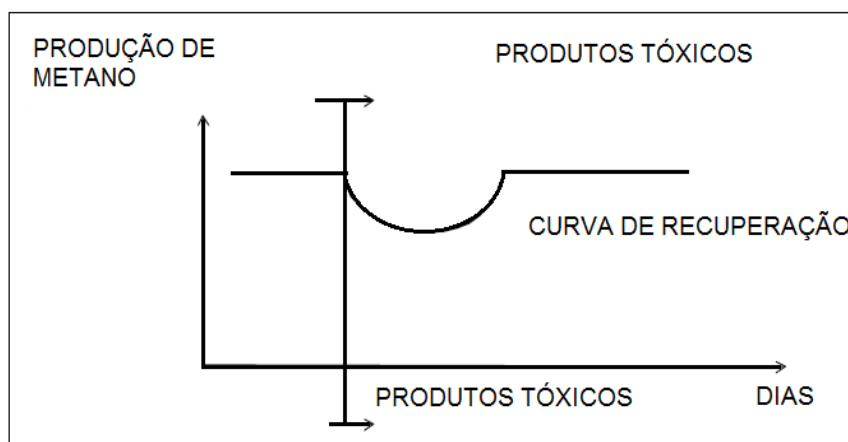 PRODUÇÃO DE
METANO
PRODUTOS TÓXICOS
CURVA DE RECUPERAÇÃO
PRODUTOS TÓXICOS
DIAS